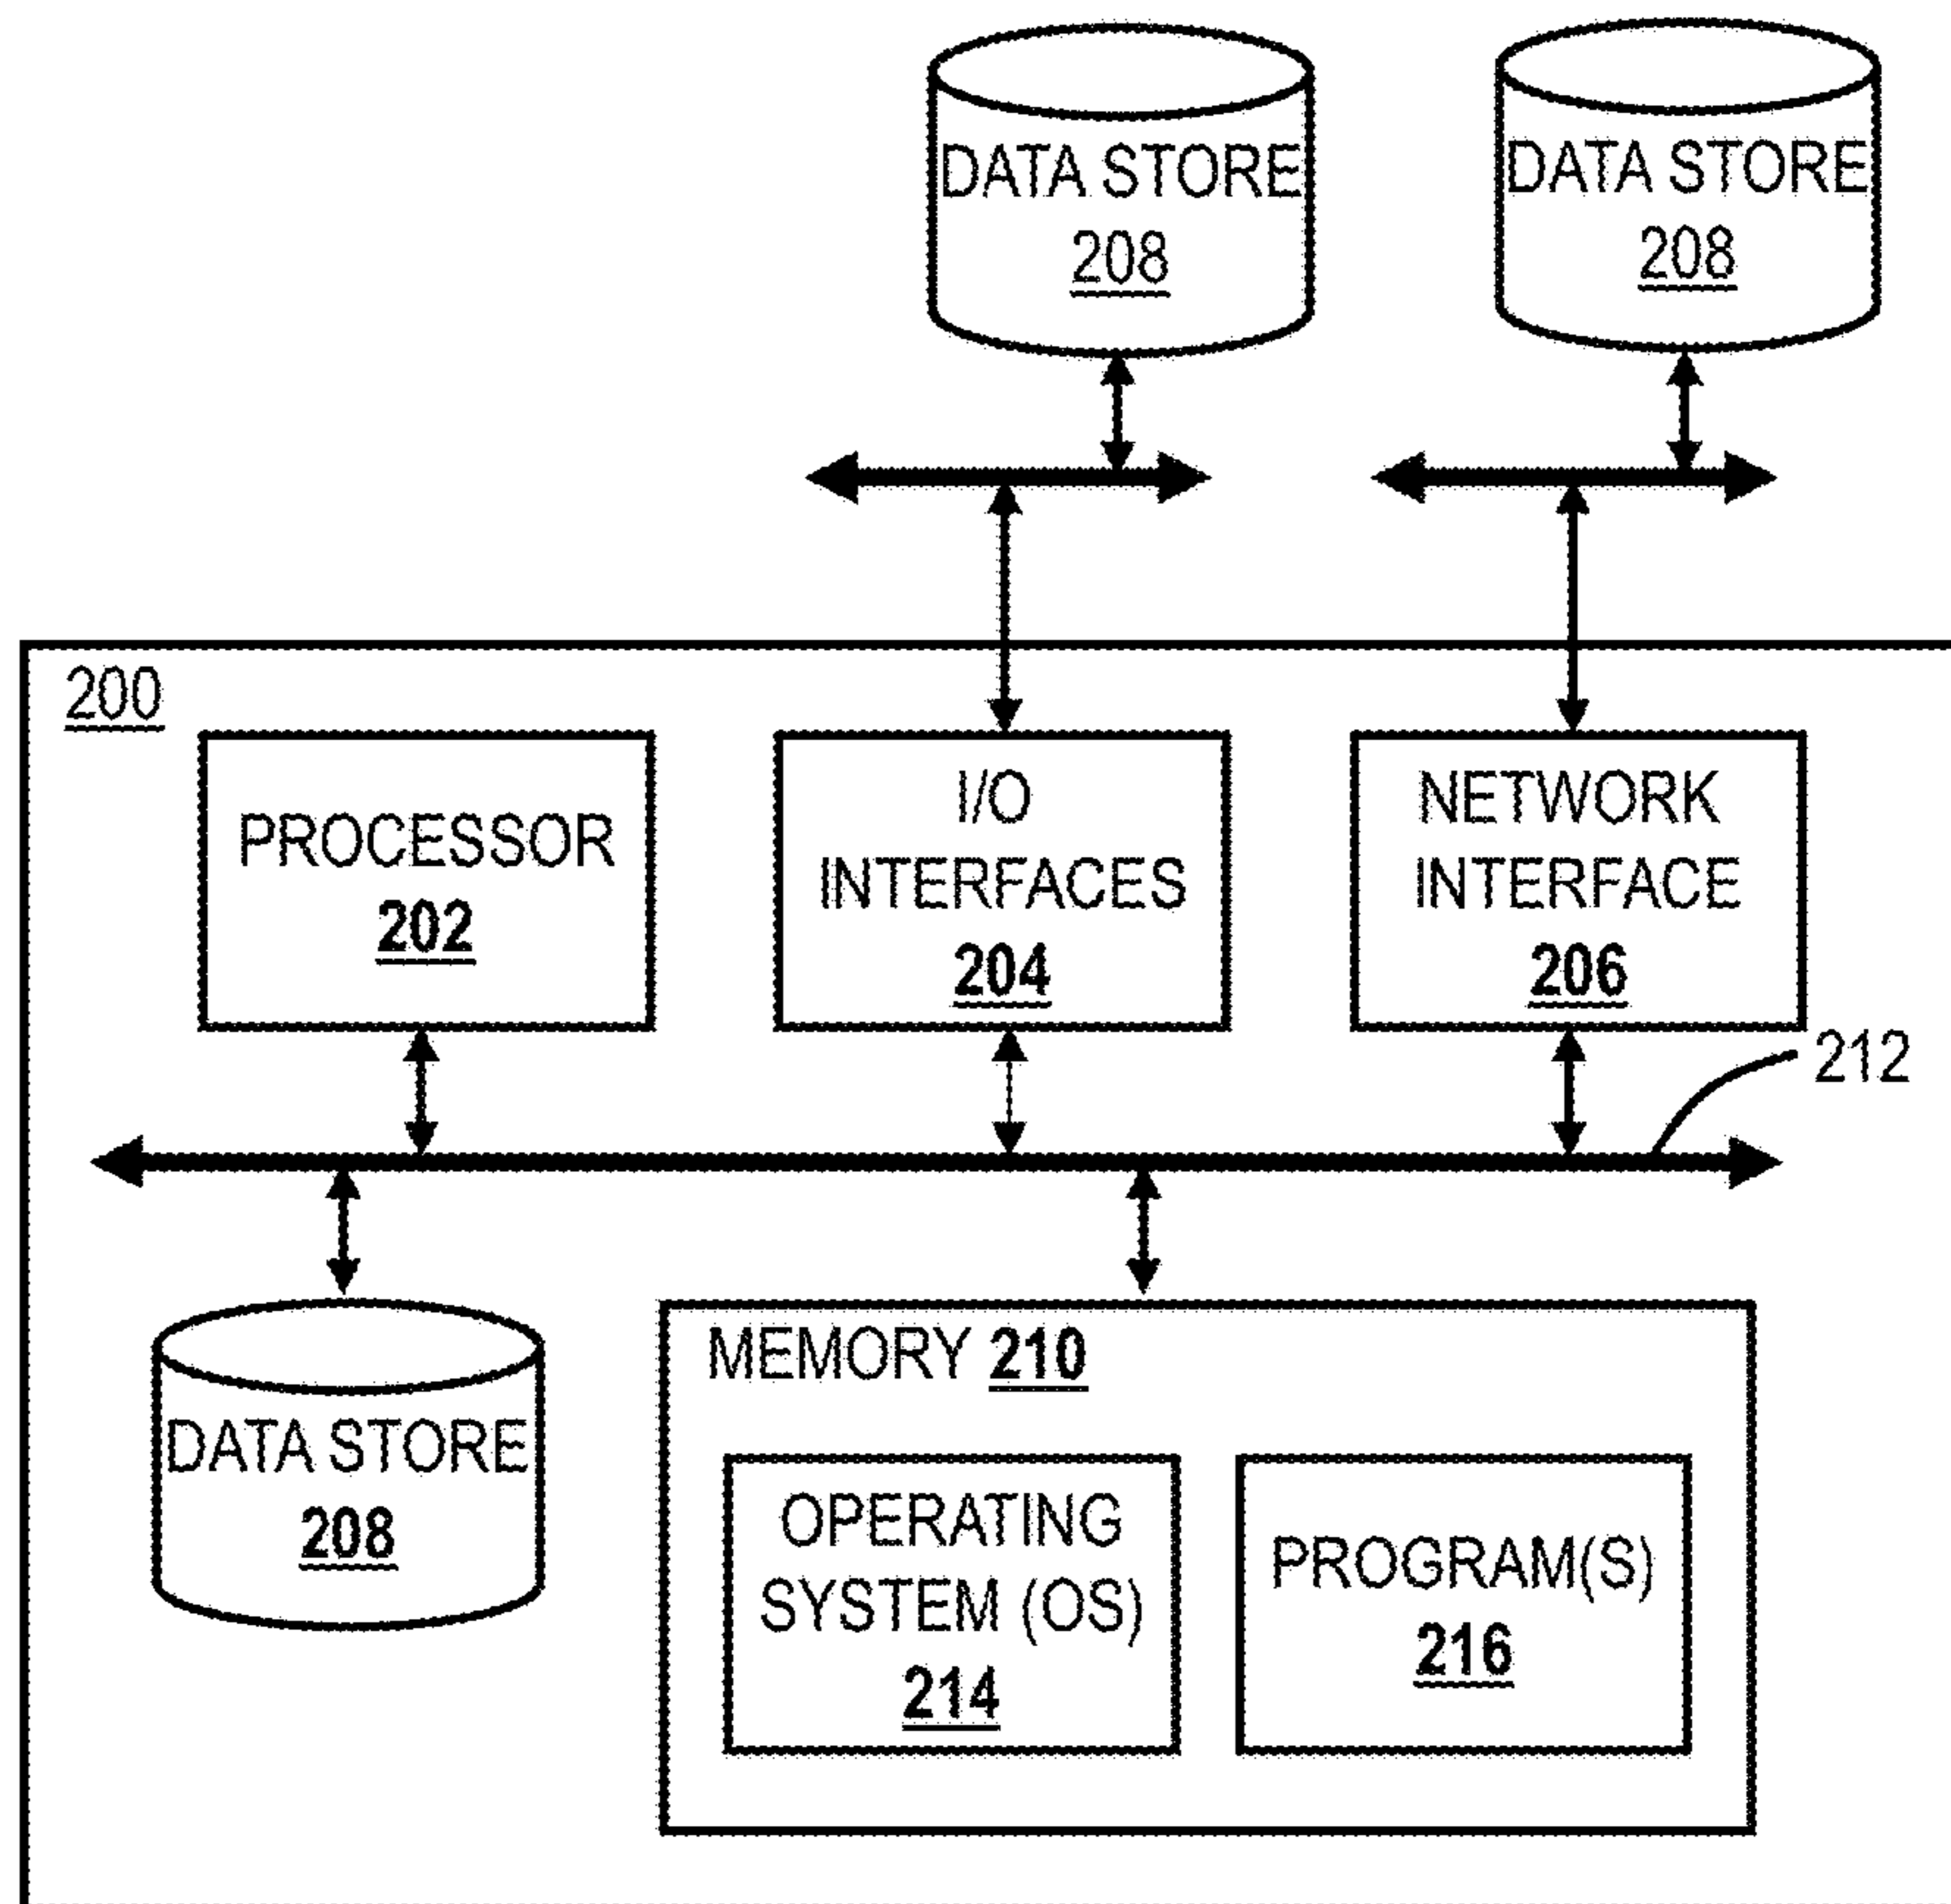 DATA STORE
208
DATA STORE
208
200
PROCESSOR
202
I/O
INTERFACES
204
NETWORK
INTERFACE
206
212
DATA STORE
208
MEMORY 210
OPERATING
SYSTEM (OS)
214
PROGRAM(S)
216